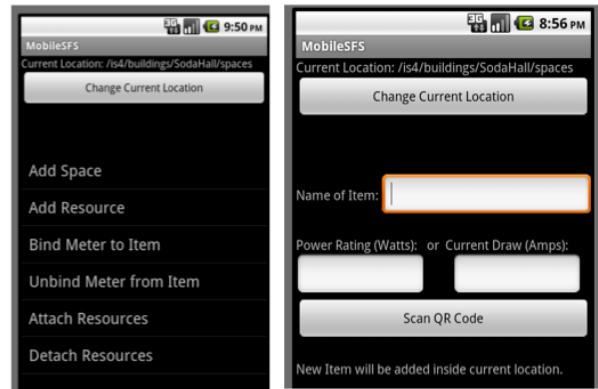 3G 9:50 PM
MobileSFS
Current Location: /is4/buildings/SodaHall/spaces
Change Current Location
Add Space
Add Resource
Bind Meter to Item
Unbind Meter from Item
Attach Resources
Detach Resources
3G 8:56 PM
MobileSFS
Current Location: /is4/buildings/SodaHall/spaces
Change Current Location
Name of Item:
Power Rating (Watts): or Current Draw (Amps):
Scan QR Code
New Item will be added inside current location.